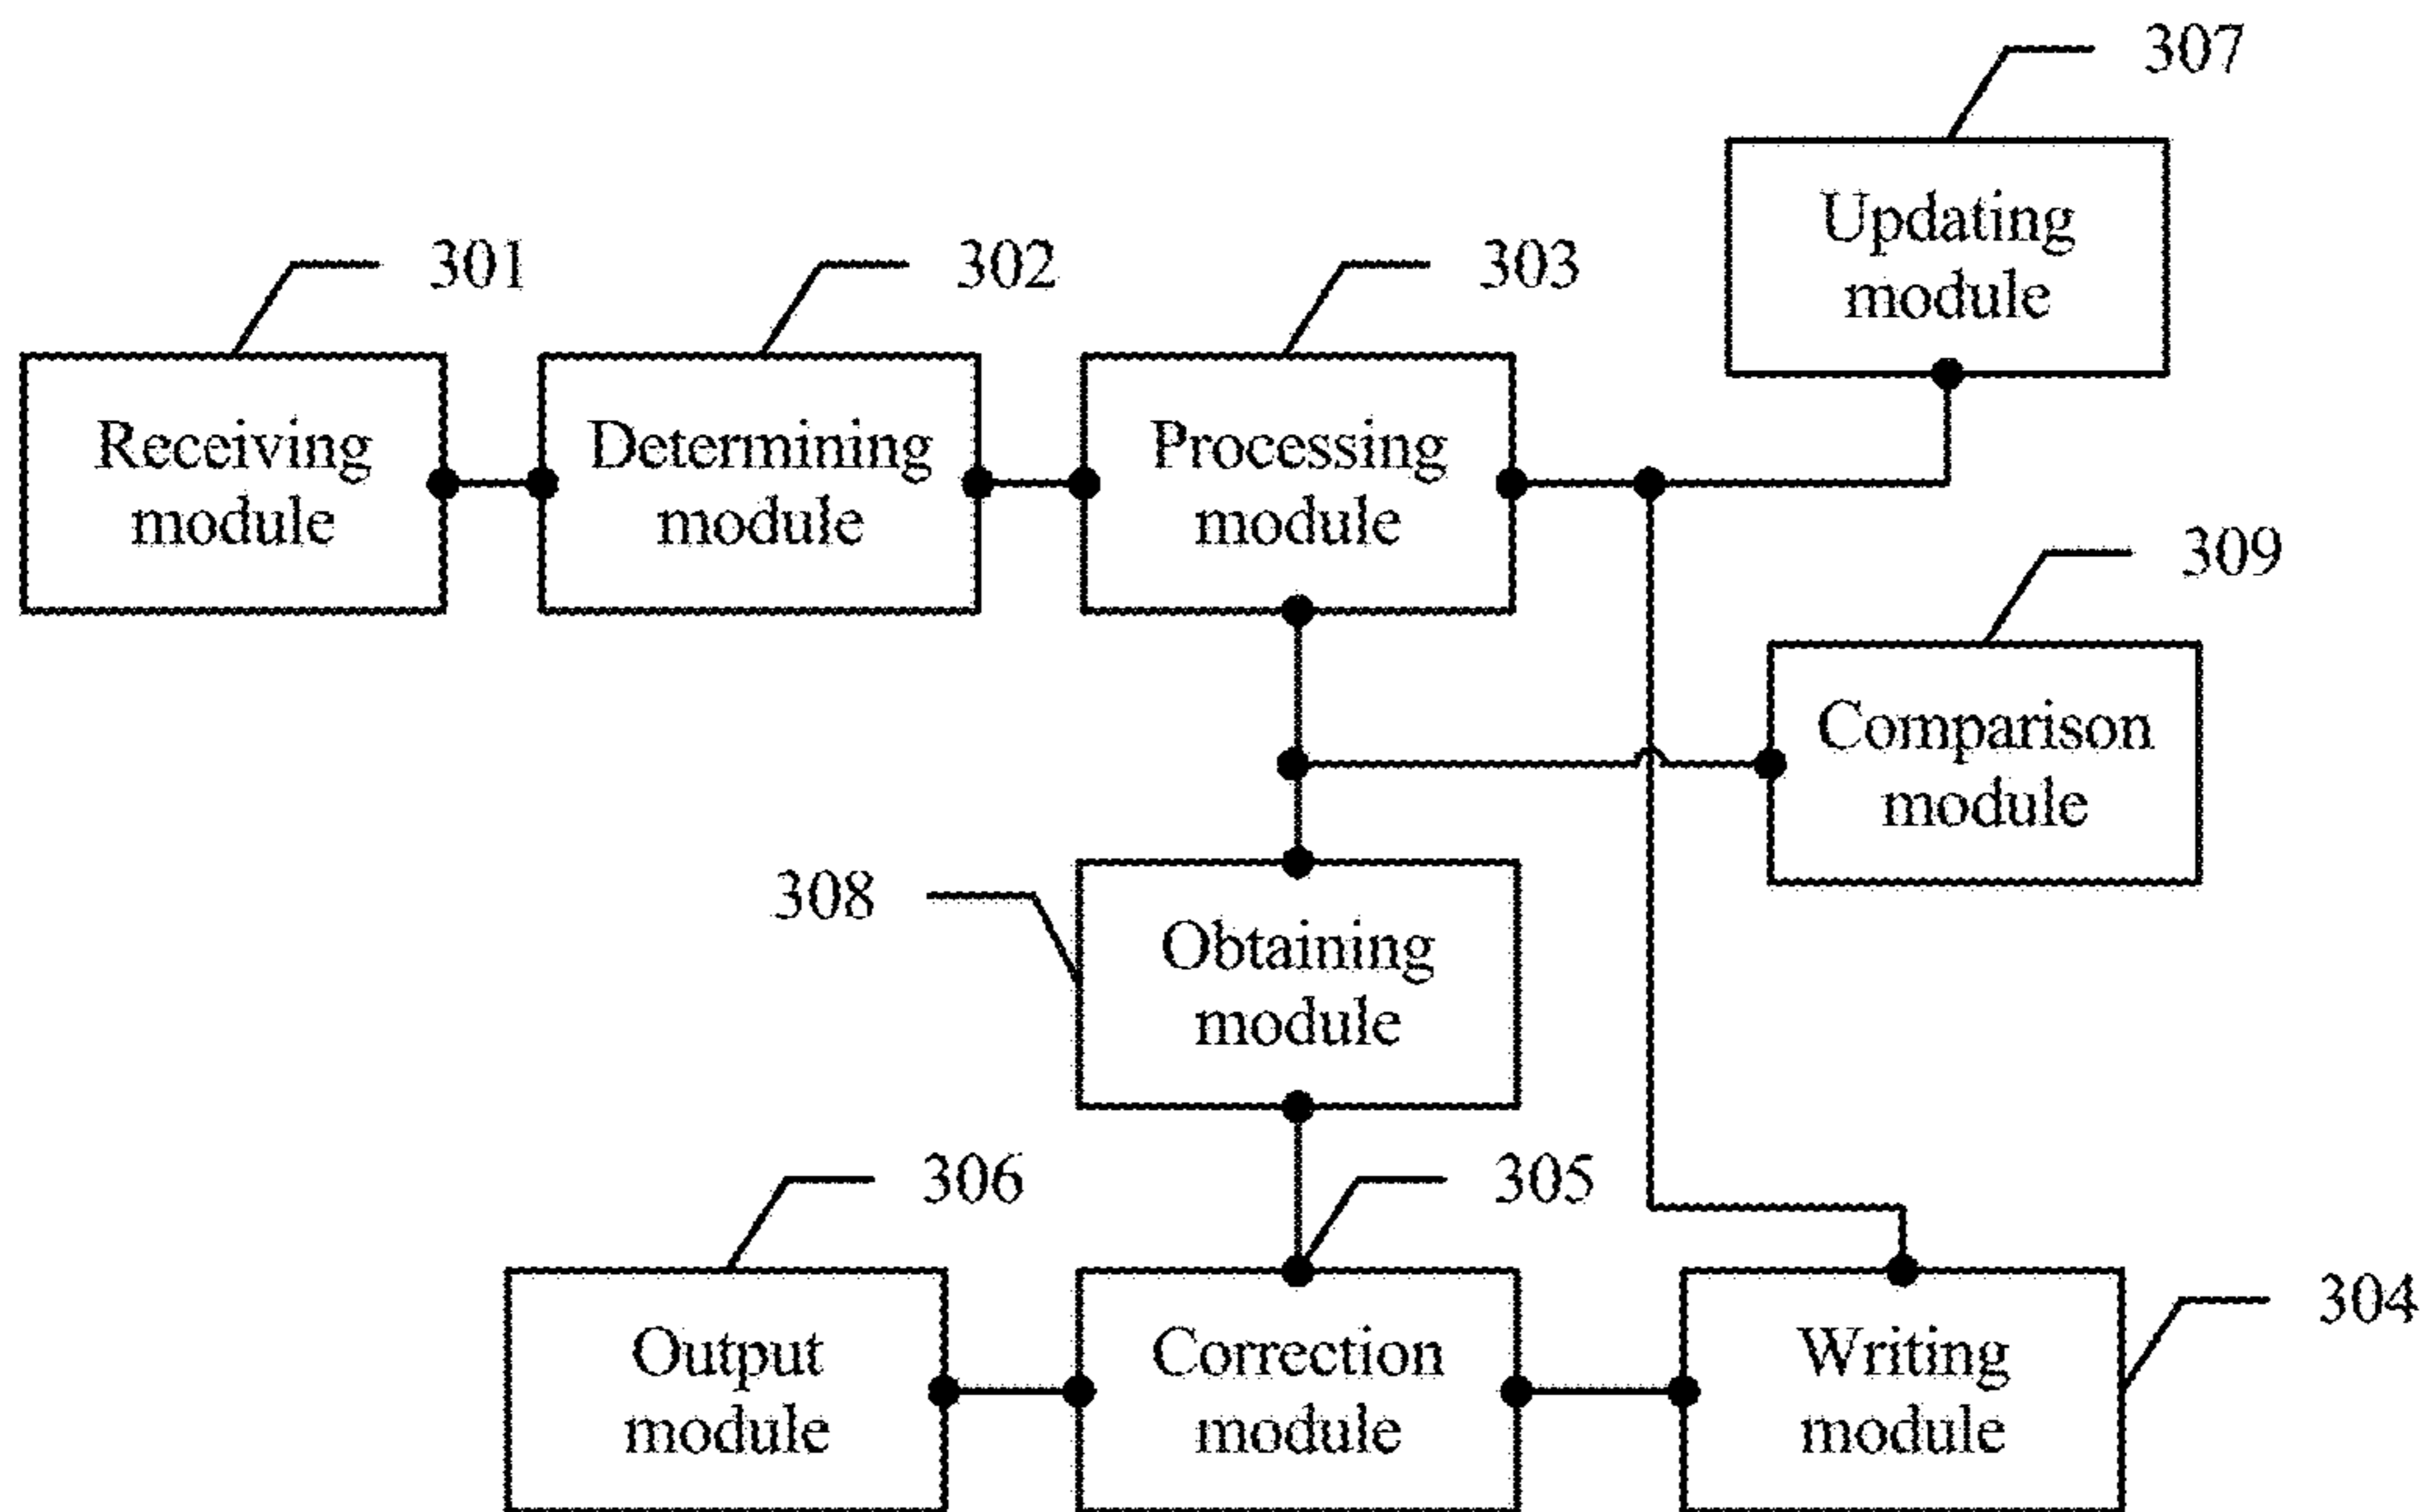 307
Updating
module
301
302
303
Receiving
module
Determining
module
Processing
module
309
Comparison
module
308
Obtaining
module
306
305
304
Output
module
Correction
module
Writing
module